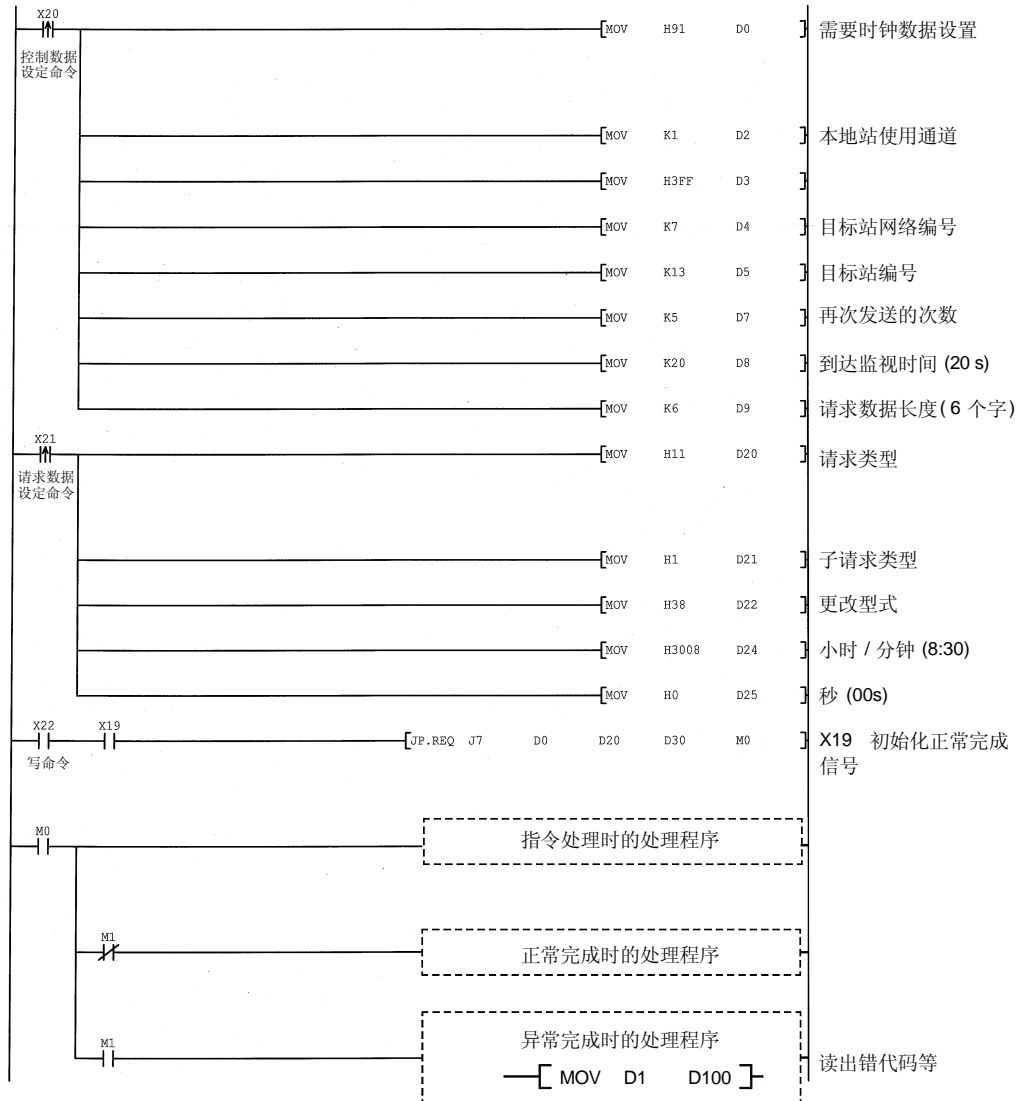 X20
控制数据
设定命令
MOV H91 D0 需要时钟数据设置
MOV K1 D2 本地站使用通道
MOV H3FF D3
MOV K7 D4 目标站网络编号
MOV K13 D5 目标站编号
MOV K5 D7 再次发送的次数
MOV K20 D8 到达监视时间 (20 s)
MOV K6 D9 请求数据长度(6 个字)
X21
请求数据
设定命令
MOV H11 D20 请求类型
MOV H1 D21 子请求类型
MOV H38 D22 更改型式
MOV H3008 D24 小时 / 分钟 (8:30)
MOV H0 D25 秒 (00s)
X22 X19
写命令
JP.REQ J7 D0 D20 D30 M0 X19 初始化正常完成
信号
M0
指令处理时的处理程序
M1
正常完成时的处理程序
M1
异常完成时的处理程序
MOV D1 D100
读出错代码等